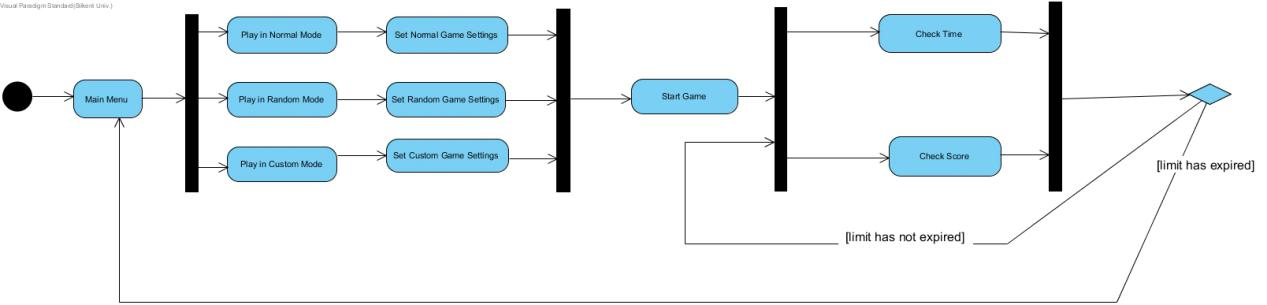 Visual Paradigm Standard(Bilkent Univ.)
Play in Normal Mode
Set Normal Game Settings
Check Time
Main Menu
Play in Random Mode
Set Random Game Settings
Start Game
Play in Custom Mode
Set Custom Game Settings
Check Score
[limit has expired]
[limit has not expired]